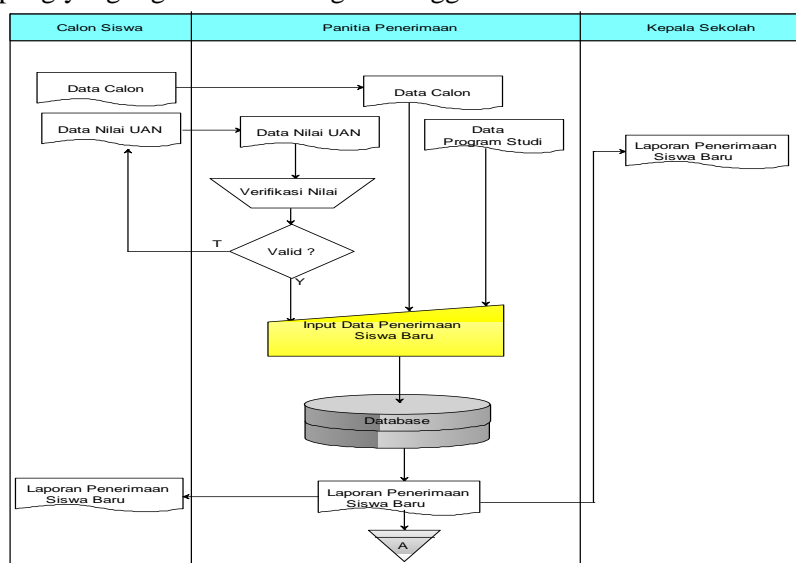 Calon Siswa
Panitia Penerimaan
Kepala Sekolah
Data Calon
Data Calon
Data Nilai UAN
Data Nilai UAN
Data
Program Studi
Laporan Penerimaan
Siswa Baru
Verifikasi Nilai
T
Valid ?
Y
Input Data Penerimaan
Siswa Baru
Database
Laporan Penerimaan
Siswa Baru
Laporan Penerimaan
Siswa Baru
A